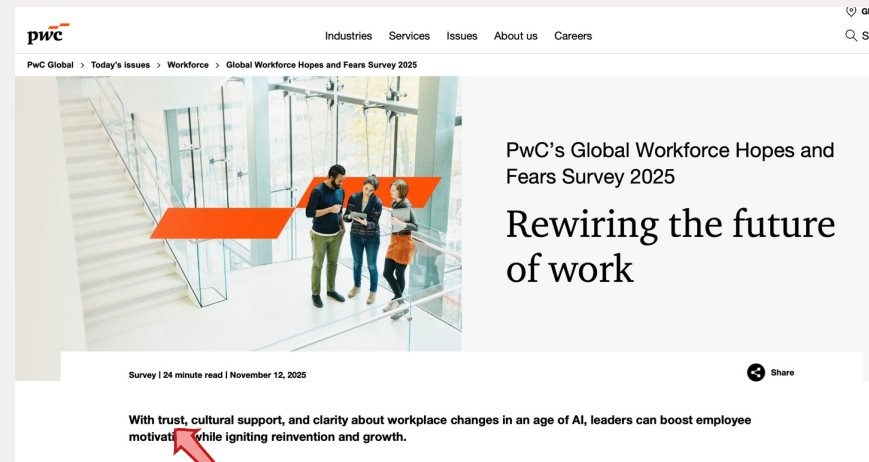 Gl
pwc
Industries Services Issues About us Careers
S
PwC Global > Today's issues > Workforce > Global Workforce Hopes and Fears Survey 2025
PwC's Global Workforce Hopes and
Fears Survey 2025
Rewiring the future
of work
Survey | 24 minute read | November 12, 2025
Share
With trust, cultural support, and clarity about workplace changes in an age of AI, leaders can boost employee
while igniting reinvention and growth.